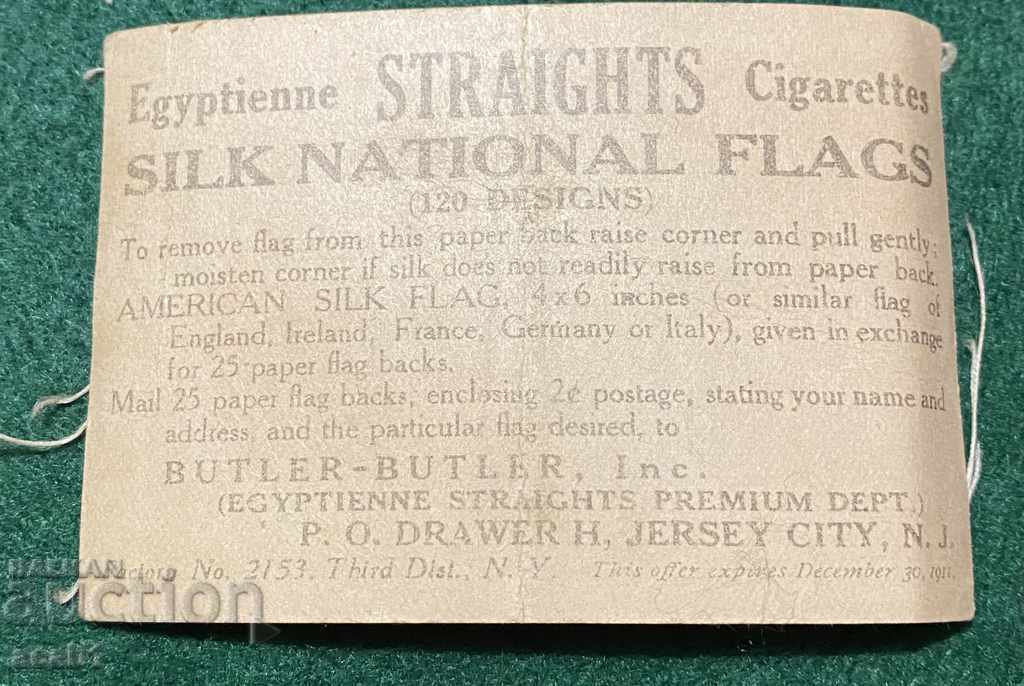 Egyptienne STRAIGHTS Cigarettes
SILK NATIONAL FLAGS
(120 DESIGNS)
To remove flag from this paper back raise corner and pull gently;
moisten corner if silk does not readily raise from paper back.
AMERICAN SILK FLAG, 4x6 inches (or similar flag of
England, Ireland, France, Germany or Italy), given in exchange
for 25 paper flag backs.
Mail 25 paper flag backs, enclosing 2¢ postage, stating your name and
address, and the particular flag desired, to
BUTLER-BUTLER, Inc.
(EGYPTIENNE STRAIGHTS PREMIUM DEPT.)
P. O. DRAWER H, JERSEY CITY, N. J.
Factory No. 2153. Third Dist., N. Y. This offer expires December 30, 1911.
BALKAN
auction